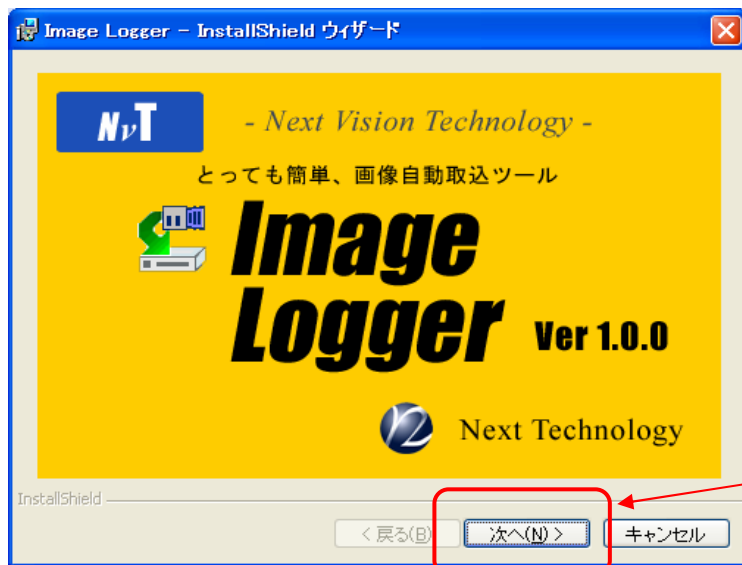 Image Logger - InstallShield ウィザード
NvT
- Next Vision Technology -
とっても簡単、画像自動取込ツール
Image
Logger Ver 1.0.0
Next Technology
InstallShield
< 戻る(B)
次へ(N) >
キャンセル